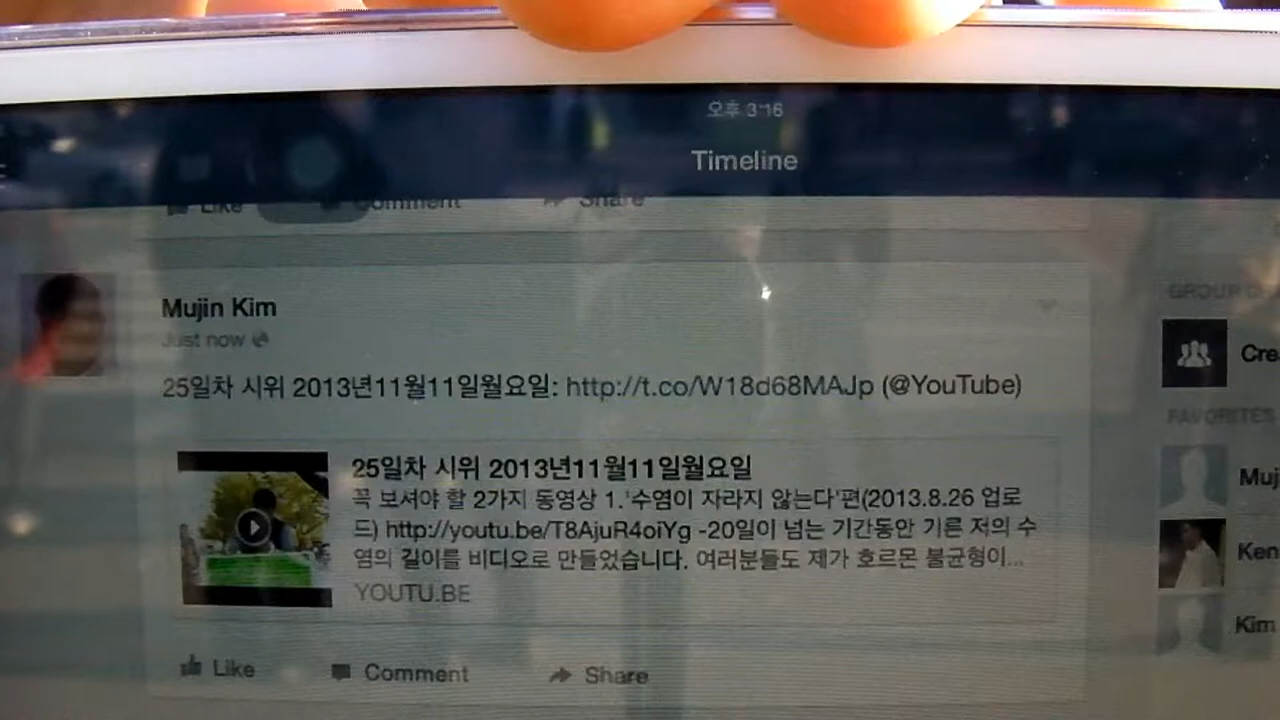 오후 3:16
Timeline
Like Comment Share
Mujin Kim
Just now
25일차 시위 2013년11월11일월요일: http://t.co/W18d68MAJp (@YouTube)
25일차 시위 2013년11월11일월요일
꼭 보셔야 할 2가지 동영상 1.'수염이 자라지 않는다'편(2013.8.26 업로
드) http://youtu.be/T8AjuR4oiYg -20일이 넘는 기간동안 기른 저의 수
염의 길이를 비디오로 만들었습니다. 여러분들도 제가 호르몬 불균형이...
YOUTU.BE
Like Comment Share
GROUP
Cre
FAVORITES
Muj
Ken
Kim